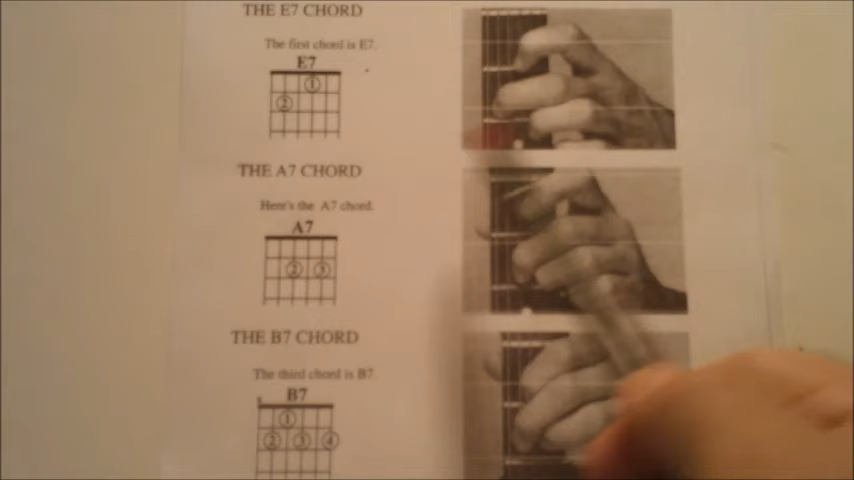 THE E7 CHORD
The first chord is E7.
E7
1
2
THE A7 CHORD
Here's the A7 chord.
A7
2 3
THE B7 CHORD
The third chord is B7.
B7
x
1
2 3 4